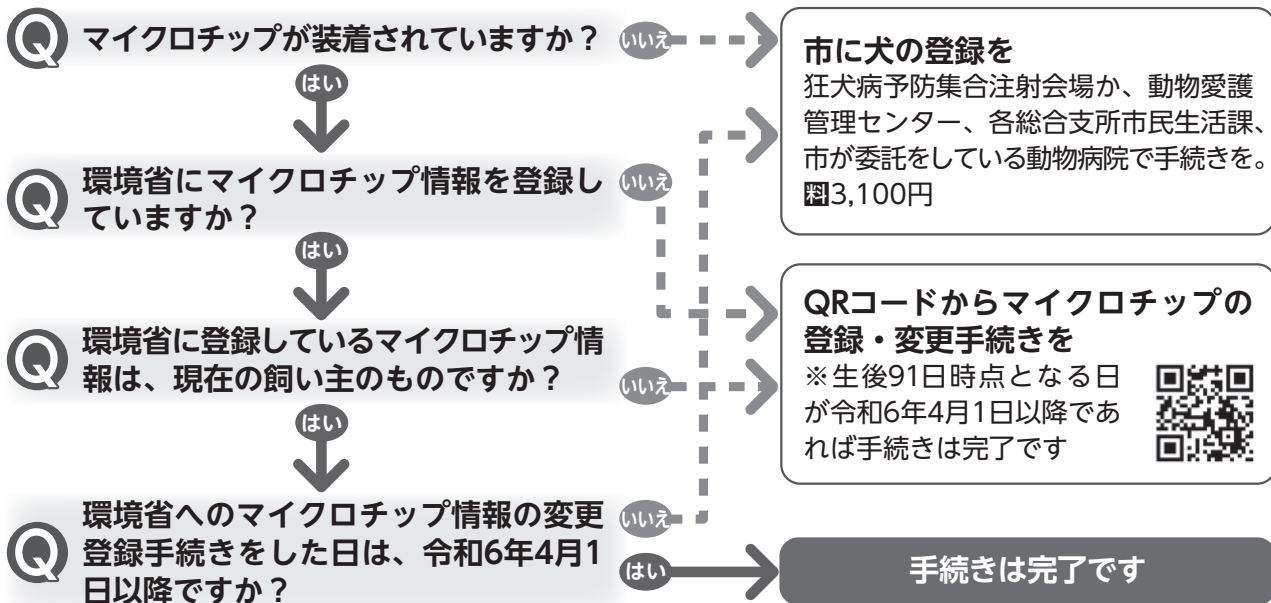 Q マイクロチップが装着されていますか？ いいえ
はい
Q 環境省にマイクロチップ情報を登録し いいえ
ていますか？
はい
Q 環境省に登録しているマイクロチップ情
報は、現在の飼い主のものですか？ いいえ
はい
Q 環境省へのマイクロチップ情報の変更 いいえ
登録手続きをした日は、令和6年4月1
日以降ですか？ はい
市に犬の登録を
狂犬病予防集合注射会場か、動物愛護
管理センター、各総合支所市民生活課、
市が委託をしている動物病院で手続きを。
料3,100円
QRコードからマイクロチップの
登録・変更手続きを
※生後91日時点となる日
が令和6年4月1日以降であ
れば手続きは完了です
手続きは完了です